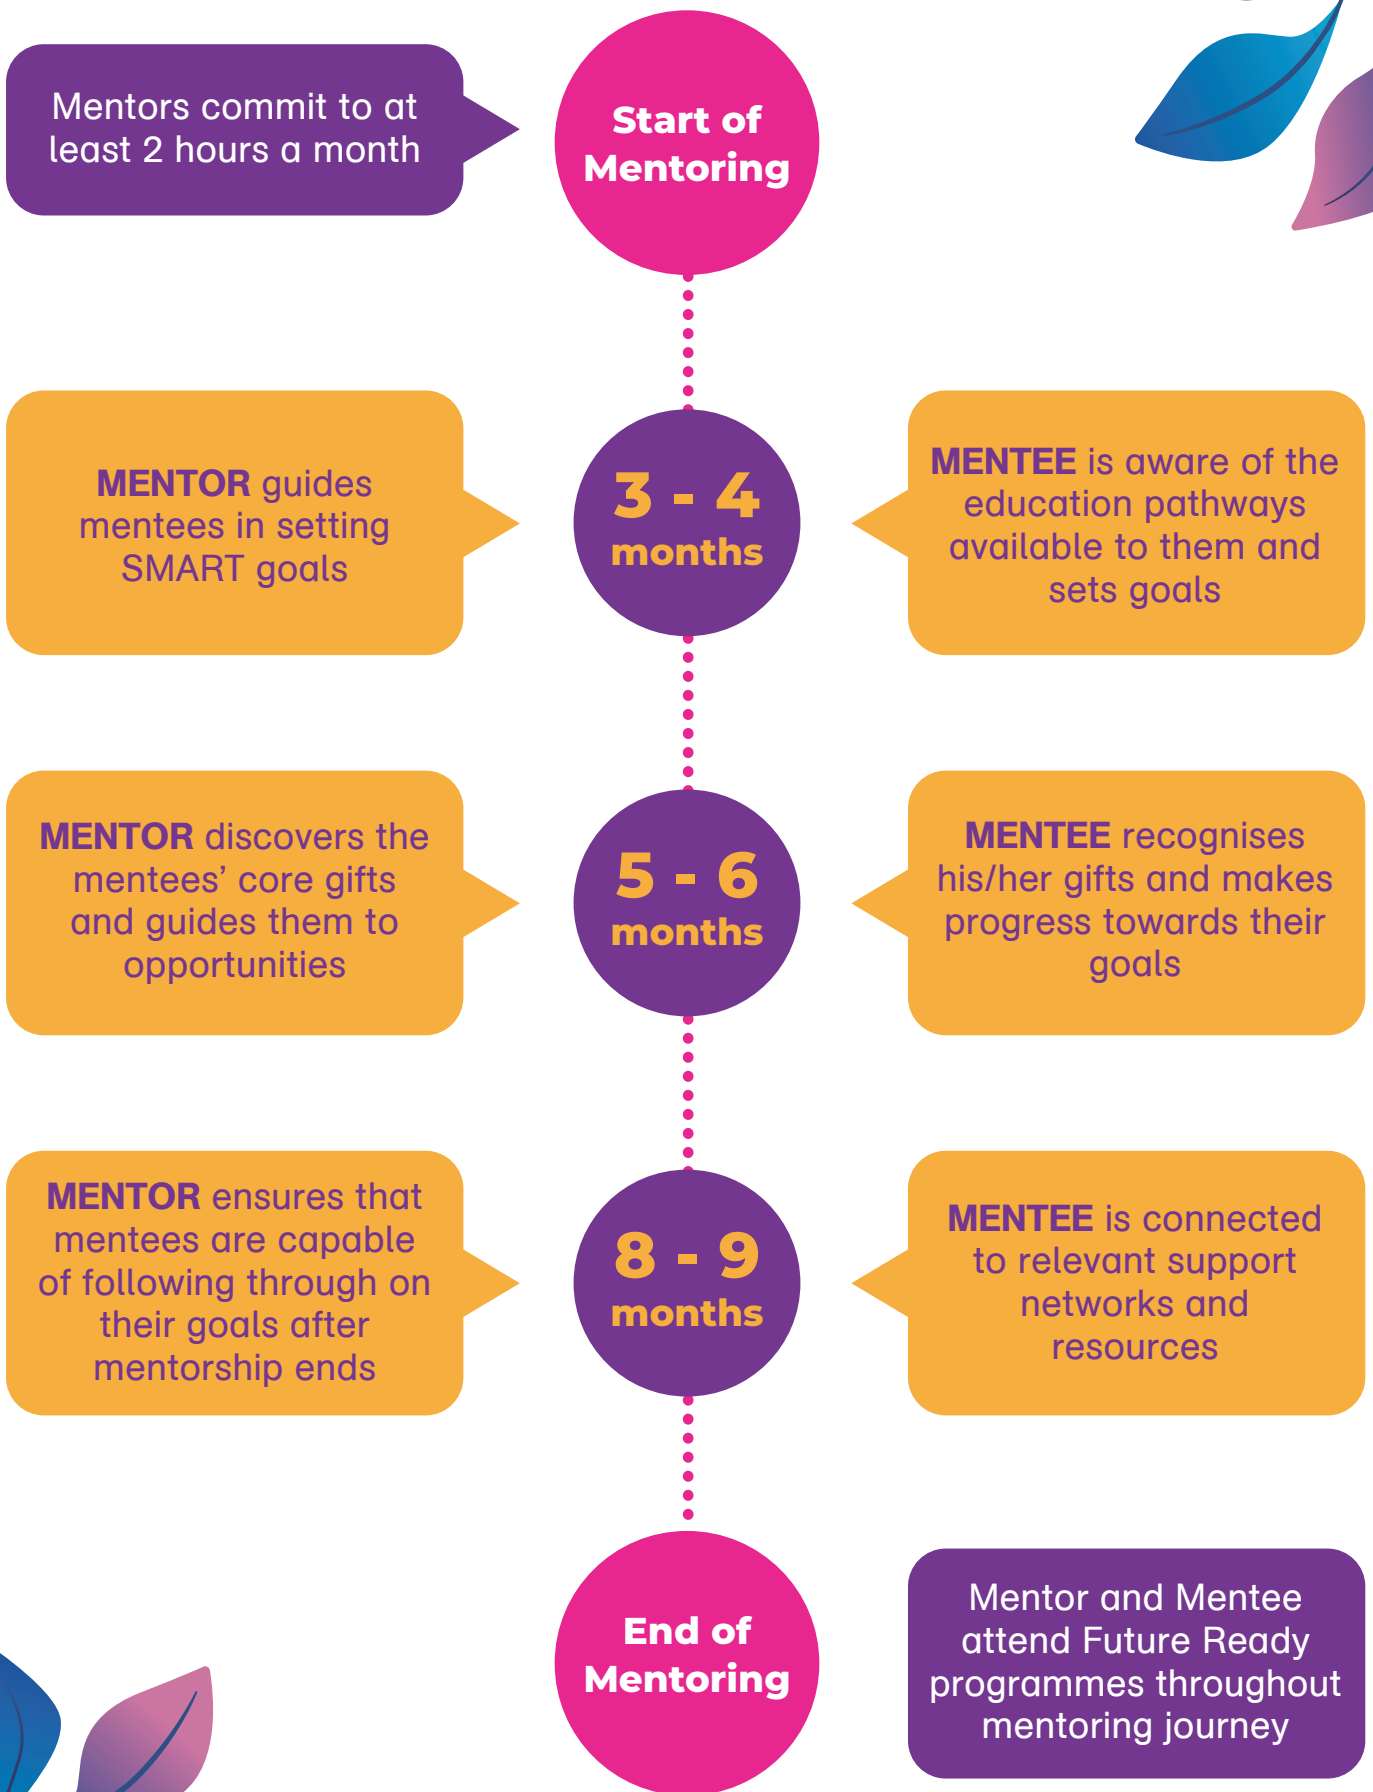 Mentors commit to at
least 2 hours a month
Start of
Mentoring
MENTOR guides
mentees in setting
SMART goals
3 - 4
months
MENTEE is aware of the
education pathways
available to them and
sets goals
MENTOR discovers the
mentees’ core gifts
and guides them to
opportunities
5 - 6
months
MENTEE recognises
his/her gifts and makes
progress towards their
goals
MENTOR ensures that
mentees are capable
of following through on
their goals after
mentorship ends
8 - 9
months
MENTEE is connected
to relevant support
networks and
resources
End of
Mentoring
Mentor and Mentee
attend Future Ready
programmes throughout
mentoring journey